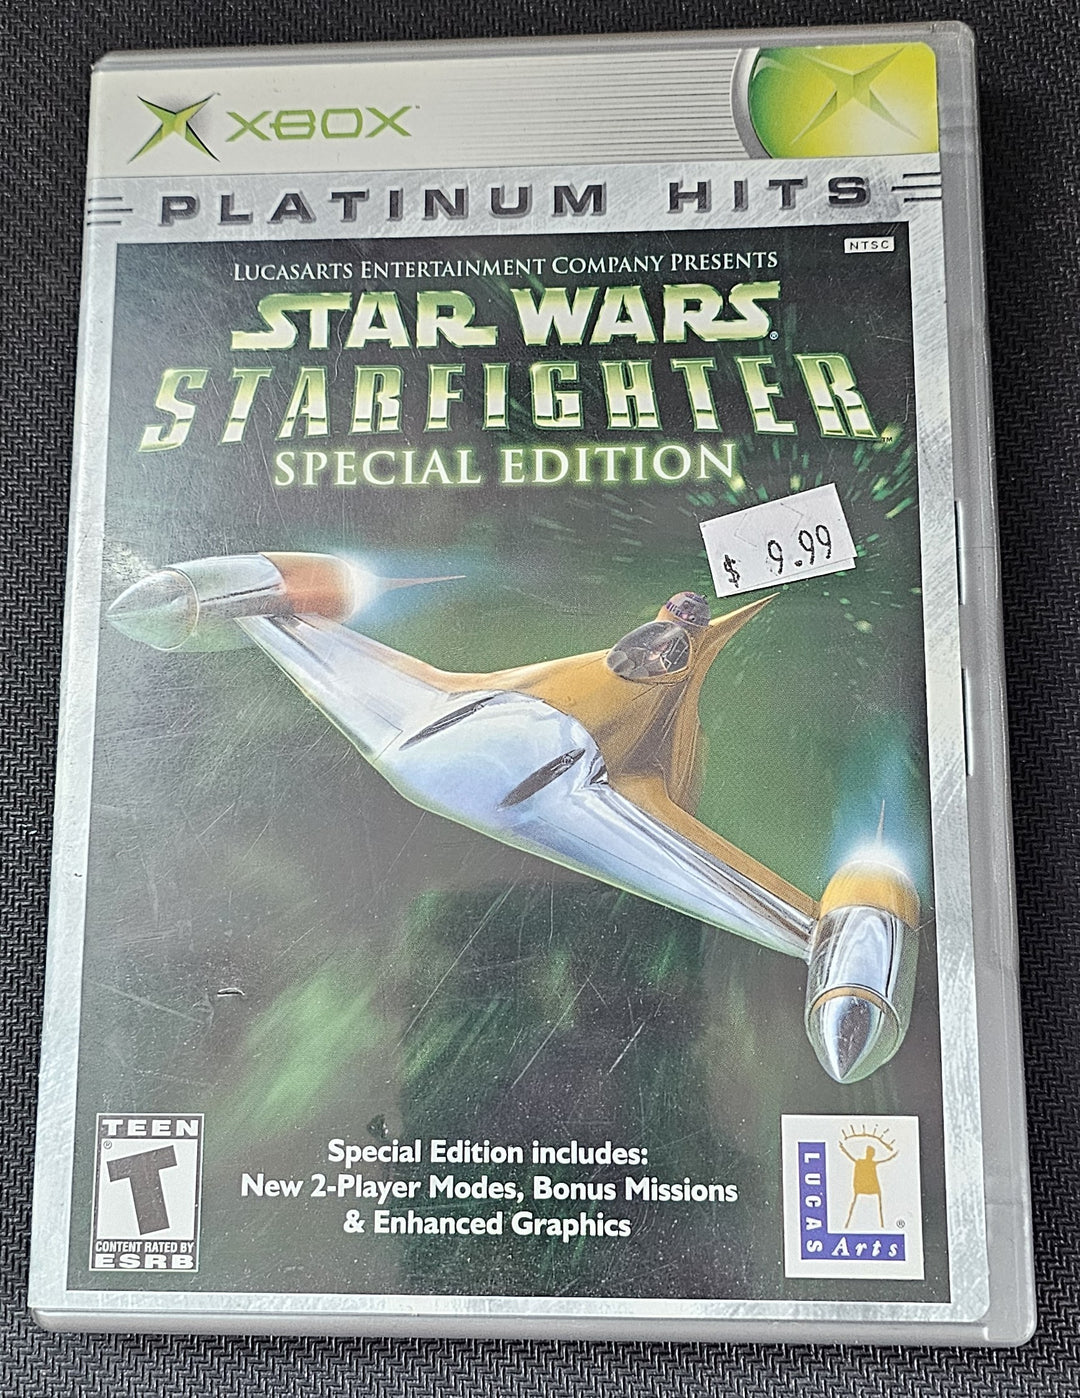 XBOX
PLATINUM HITS
NTSC
LUCASARTS ENTERTAINMENT COMPANY PRESENTS
STAR WARS®
STARFIGHTER™
SPECIAL EDITION
$ 9.99
Special Edition includes:
New 2-Player Modes, Bonus Missions
& Enhanced Graphics
TEEN
T
®
CONTENT RATED BY
ESRB
LUCAS
Arts
®